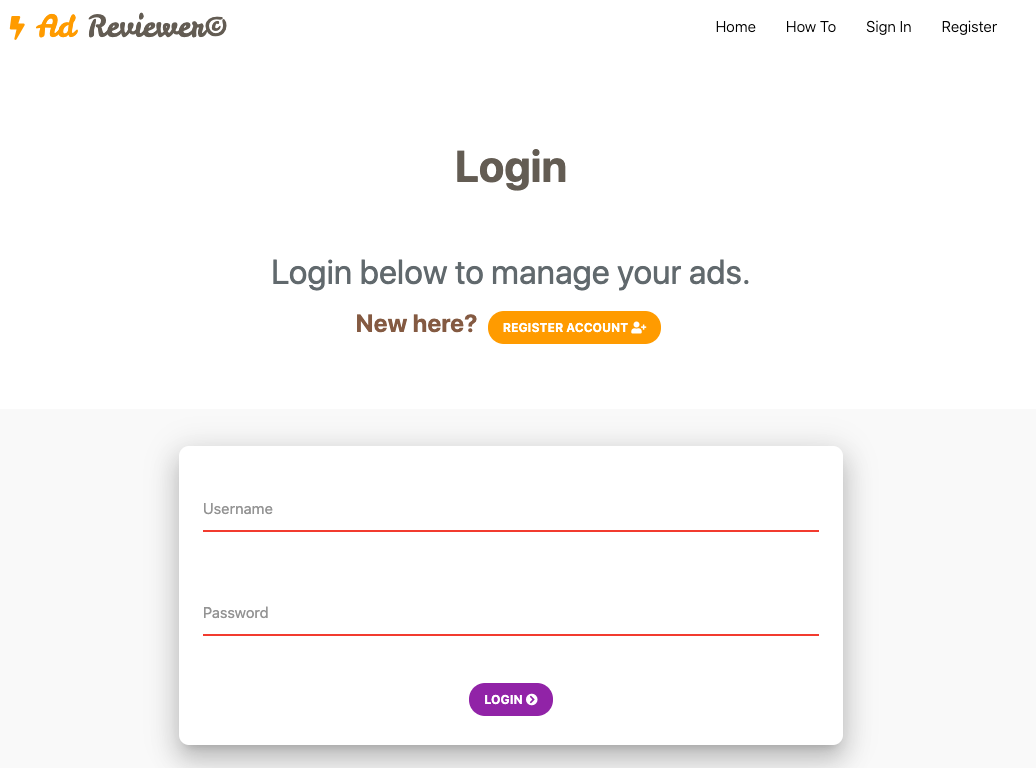 Ad Reviewer©
Home How To Sign In Register
Login
Login below to manage your ads.
New here? REGISTER ACCOUNT
Username
Password
LOGIN